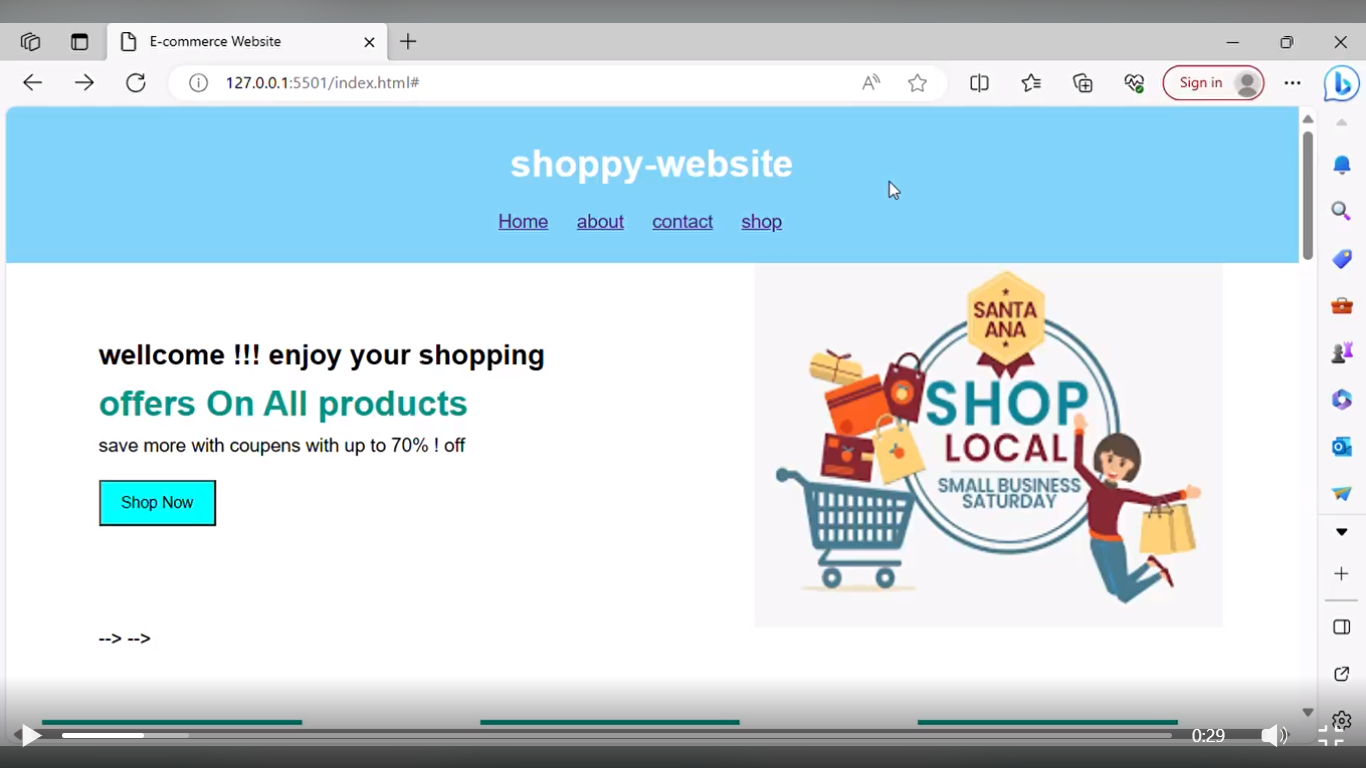 E-commerce Website
127.0.0.1:5501/index.html#
A
Sign in
shoppy-website
Home about contact shop
wellcome !!! enjoy your shopping
offers On All products
save more with coupens with up to 70% ! off
Shop Now
--> -->
SANTA
ANA
SHOP
LOCAL
SMALL BUSINESS
SATURDAY
0:29